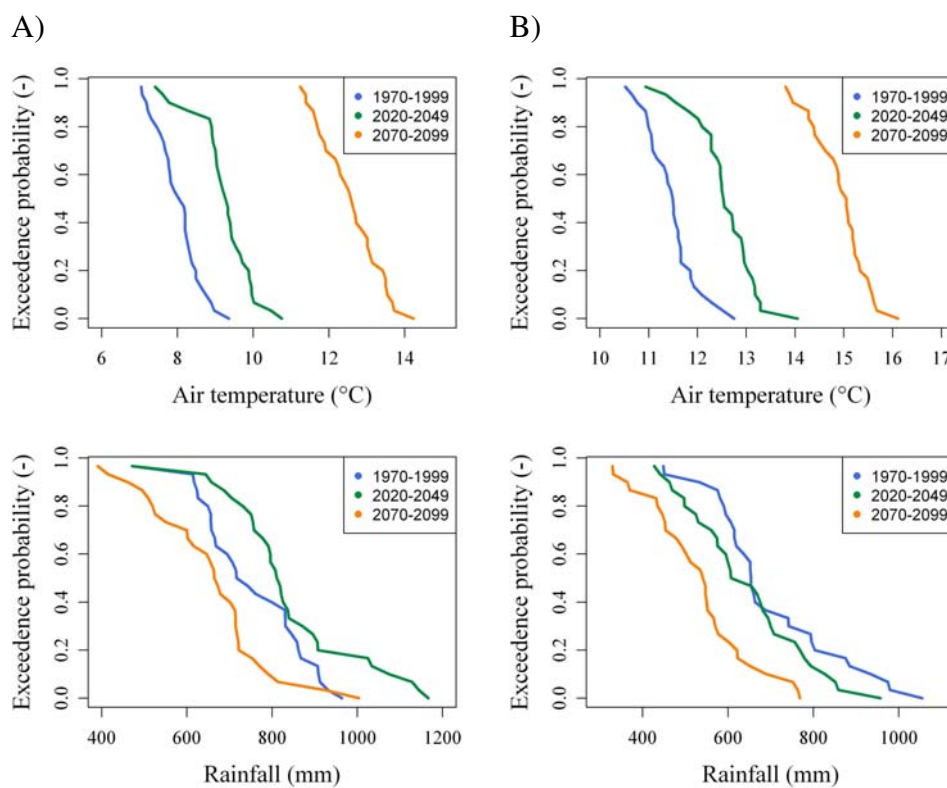 A)
B)
Exceedence probability (-)
0.0 0.2 0.4 0.6 0.8 1.0
1970-1999
2020-2049
2070-2099
6 8 10 12 14
Air temperature (°C)
Exceedence probability (-)
0.0 0.2 0.4 0.6 0.8 1.0
1970-1999
2020-2049
2070-2099
10 11 12 13 14 15 16 17
Air temperature (°C)
Exceedence probability (-)
0.0 0.2 0.4 0.6 0.8 1.0
1970-1999
2020-2049
2070-2099
400 600 800 1000 1200
Rainfall (mm)
Exceedence probability (-)
0.0 0.2 0.4 0.6 0.8 1.0
1970-1999
2020-2049
2070-2099
400 600 800 1000
Rainfall (mm)